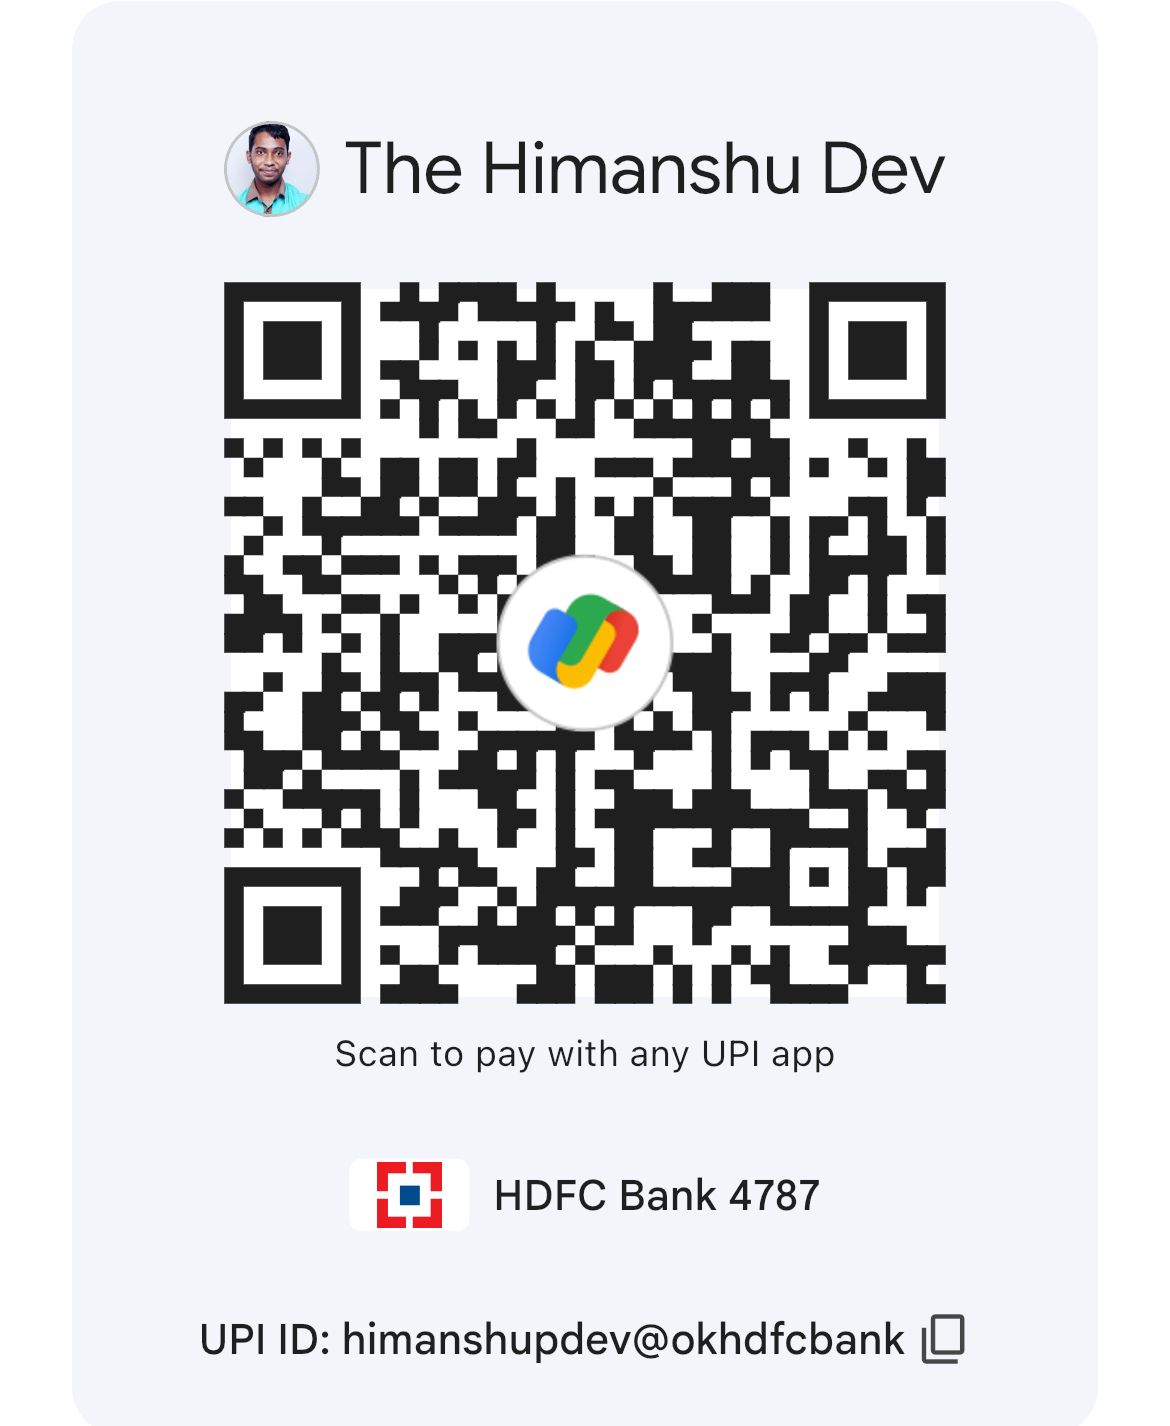 The Himanshu Dev
Scan to pay with any UPI app
HDFC Bank 4787
UPI ID: himanshupdev@okhdfcbank